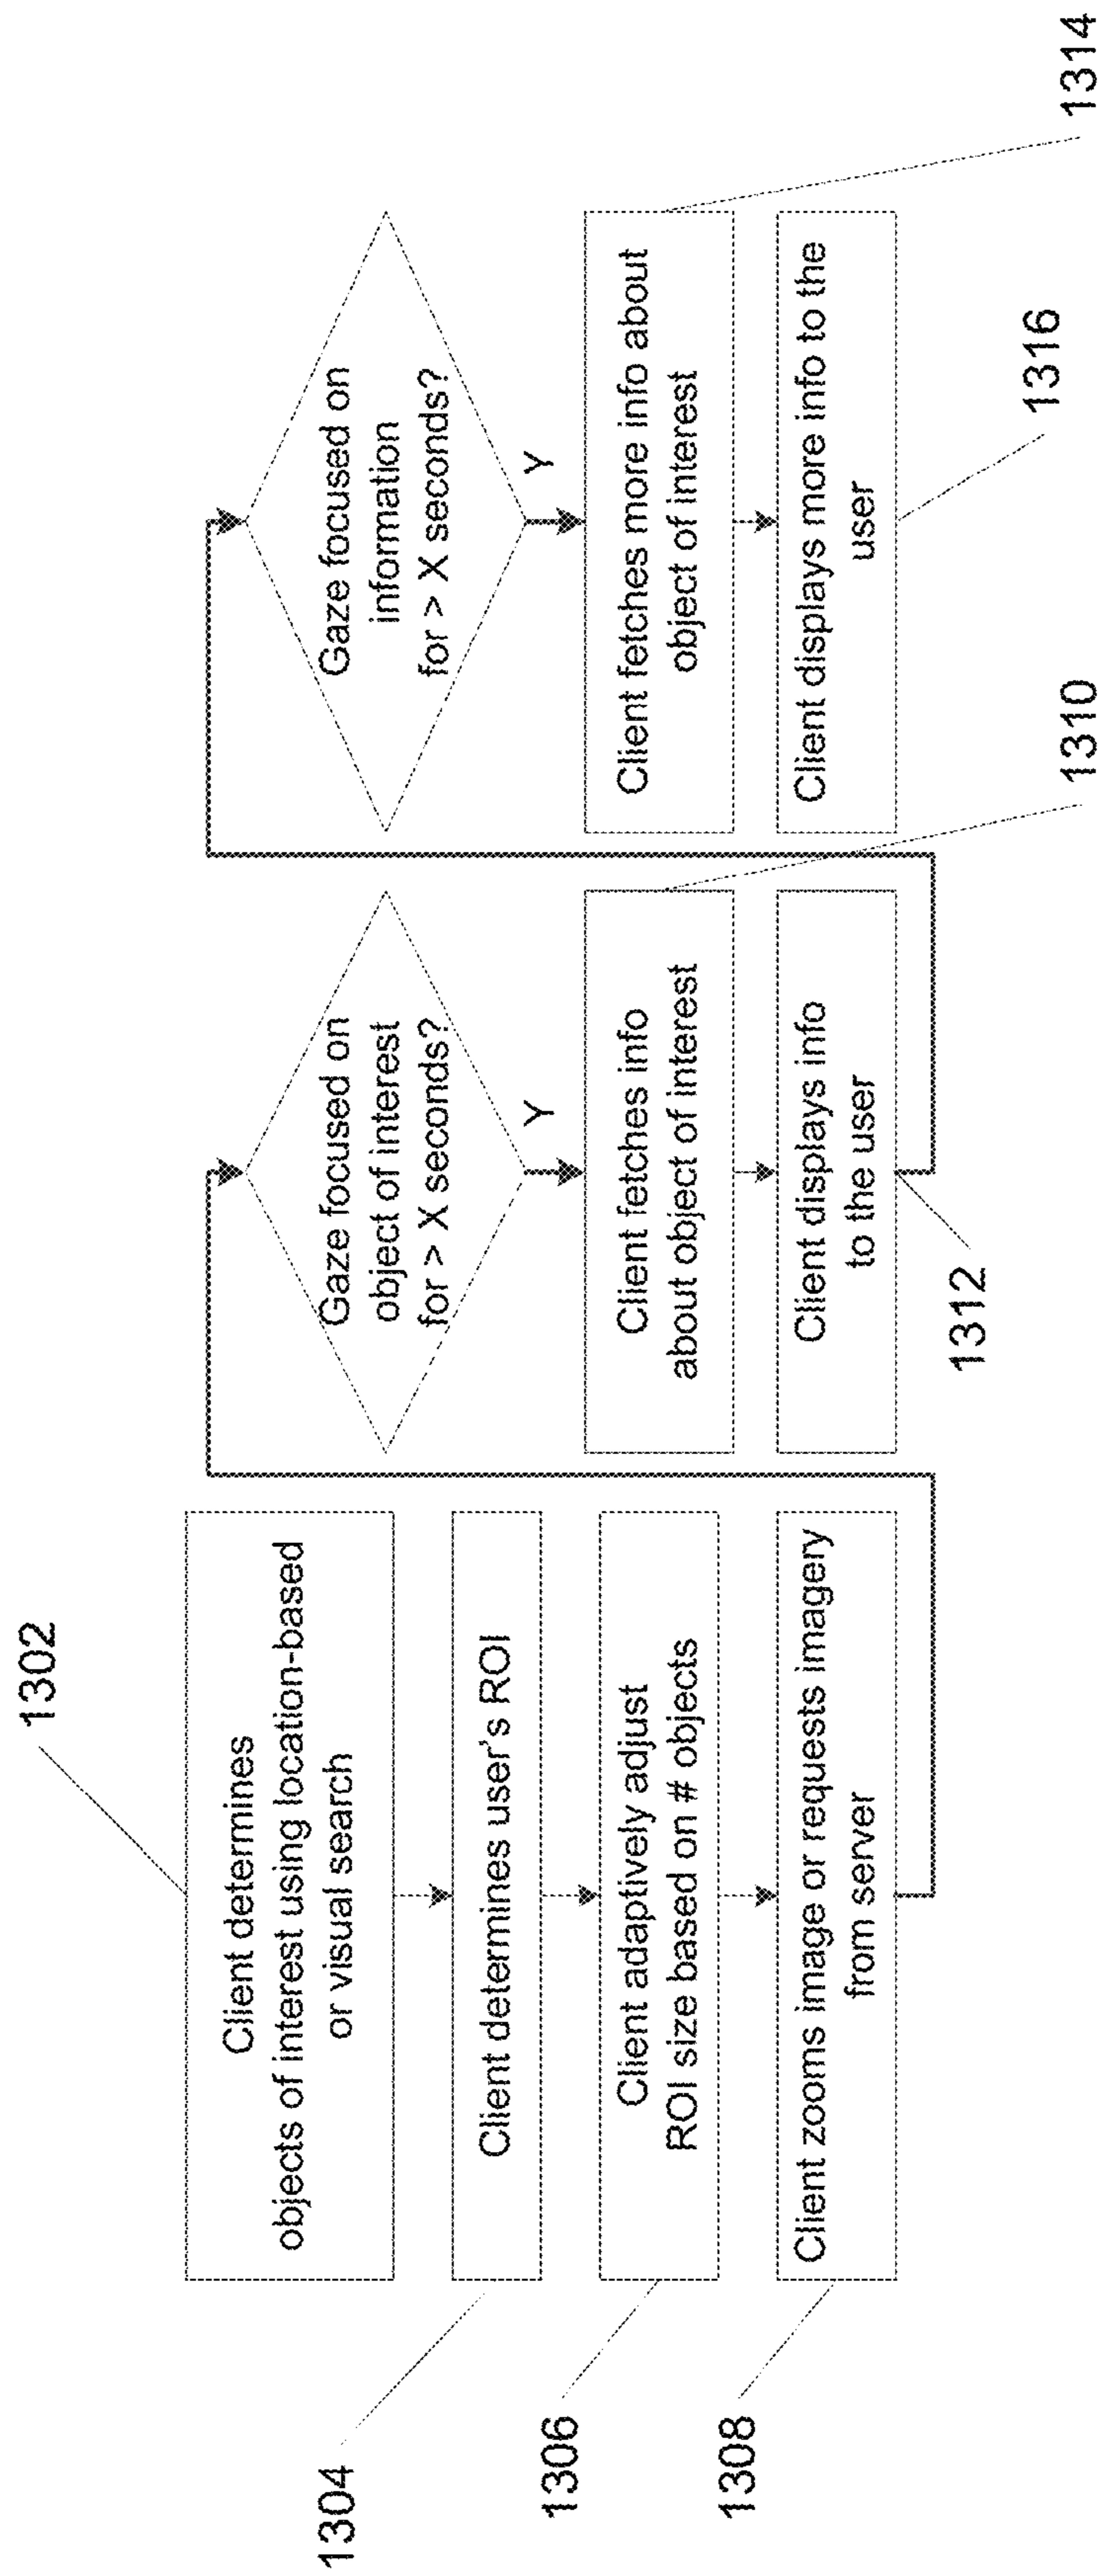 1302
Client determines
objects of interest using location-based
or visual search
1304
Client determines user's ROI
1306
Client adaptively adjust
ROI size based on # objects
1308
Client zooms image or requests imagery
from server
Gaze focused on
object of interest
for > X seconds?
Y
Client fetches info
about object of interest
1310
Client displays info
to the user
1312
Gaze focused on
information
for > X seconds?
Y
Client fetches more info about
object of interest
1314
Client displays more info to the
user
1316